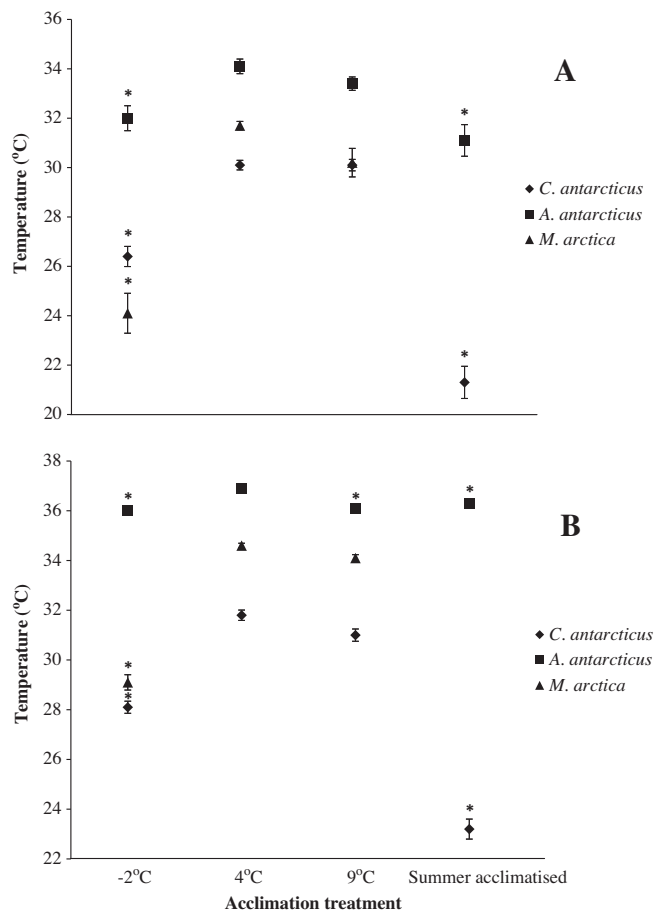 36
34
32
30
28
26
24
22
20
Temperature (°C)
*
*
*
*
*
A
C. antarcticus
A. antarcticus
M. arctica
38
36
34
32
30
28
26
24
22
Temperature (°C)
*
*
*
*
*
*
B
C. antarcticus
A. antarcticus
M. arctica
-2°C 4°C 9°C Summer acclimatised
Acclimation treatment